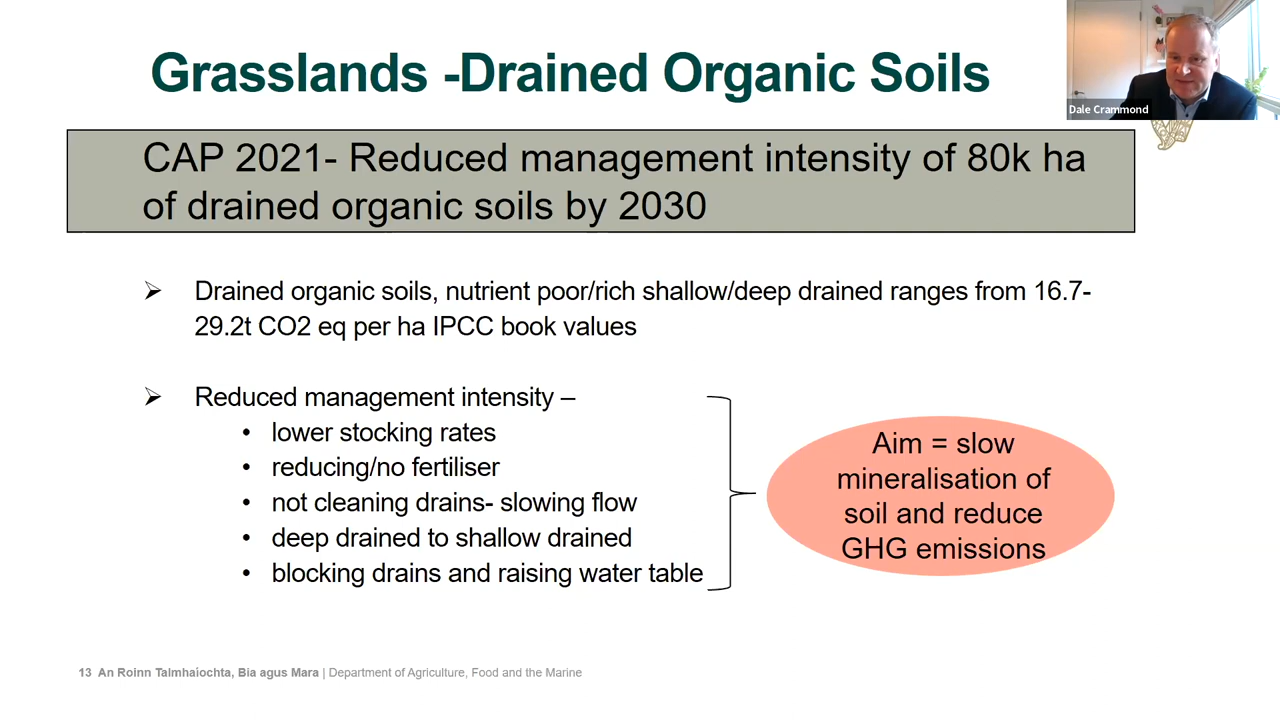 Grasslands -Drained Organic Soils
Dale Crammond
CAP 2021- Reduced management intensity of 80k ha
of drained organic soils by 2030
➢ Drained organic soils, nutrient poor/rich shallow/deep drained ranges from 16.7-
29.2t CO2 eq per ha IPCC book values
➢ Reduced management intensity –
• lower stocking rates
• reducing/no fertiliser
• not cleaning drains- slowing flow
• deep drained to shallow drained
• blocking drains and raising water table
Aim = slow
mineralisation of
soil and reduce
GHG emissions
13 An Roinn Talmhaíochta, Bia agus Mara | Department of Agriculture, Food and the Marine